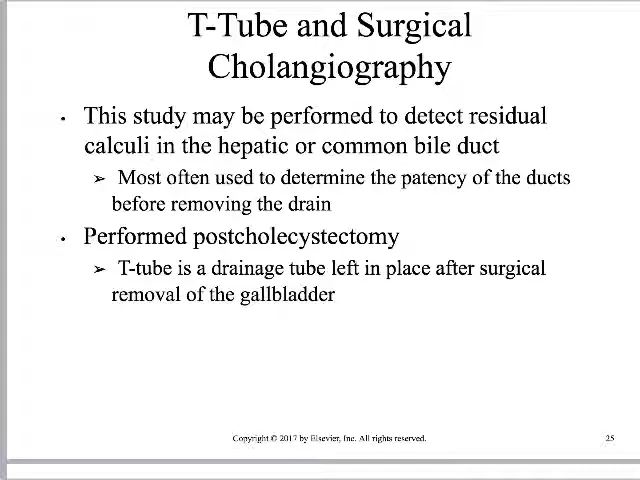 T-Tube and Surgical
Cholangiography
• This study may be performed to detect residual
calculi in the hepatic or common bile duct
➢ Most often used to determine the patency of the ducts
before removing the drain
• Performed postcholecystectomy
➢ T-tube is a drainage tube left in place after surgical
removal of the gallbladder
Copyright © 2017 by Elsevier, Inc. All rights reserved.
25